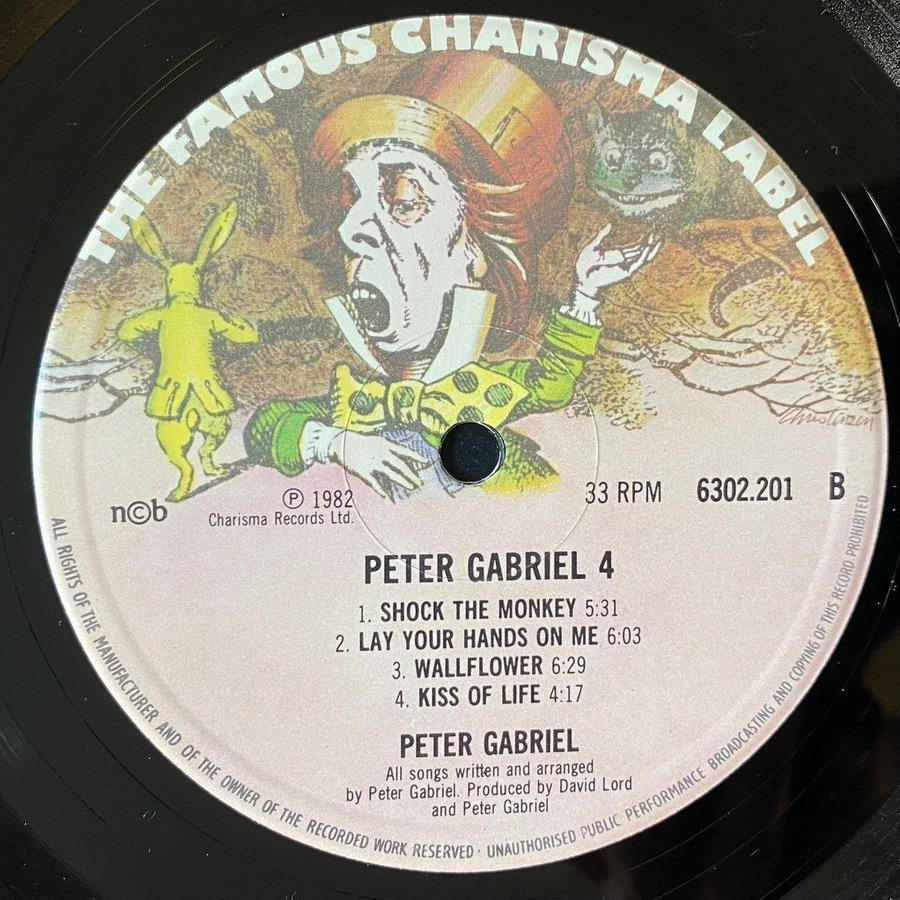 THE FAMOUS CHARISMA LABEL
Christensen
n©b
℗ 1982
Charisma Records Ltd.
33 RPM 6302.201 B
PETER GABRIEL 4
1. SHOCK THE MONKEY 5:31
2. LAY YOUR HANDS ON ME 6:03
3. WALLFLOWER 6:29
4. KISS OF LIFE 4:17
PETER GABRIEL
All songs written and arranged
by Peter Gabriel. Produced by David Lord
and Peter Gabriel
ALL RIGHTS OF THE MANUFACTURER AND OF THE OWNER OF THE RECORDED WORK RESERVED · UNAUTHORISED PUBLIC PERFORMANCE BROADCASTING AND COPYING OF THIS RECORD PROHIBITED